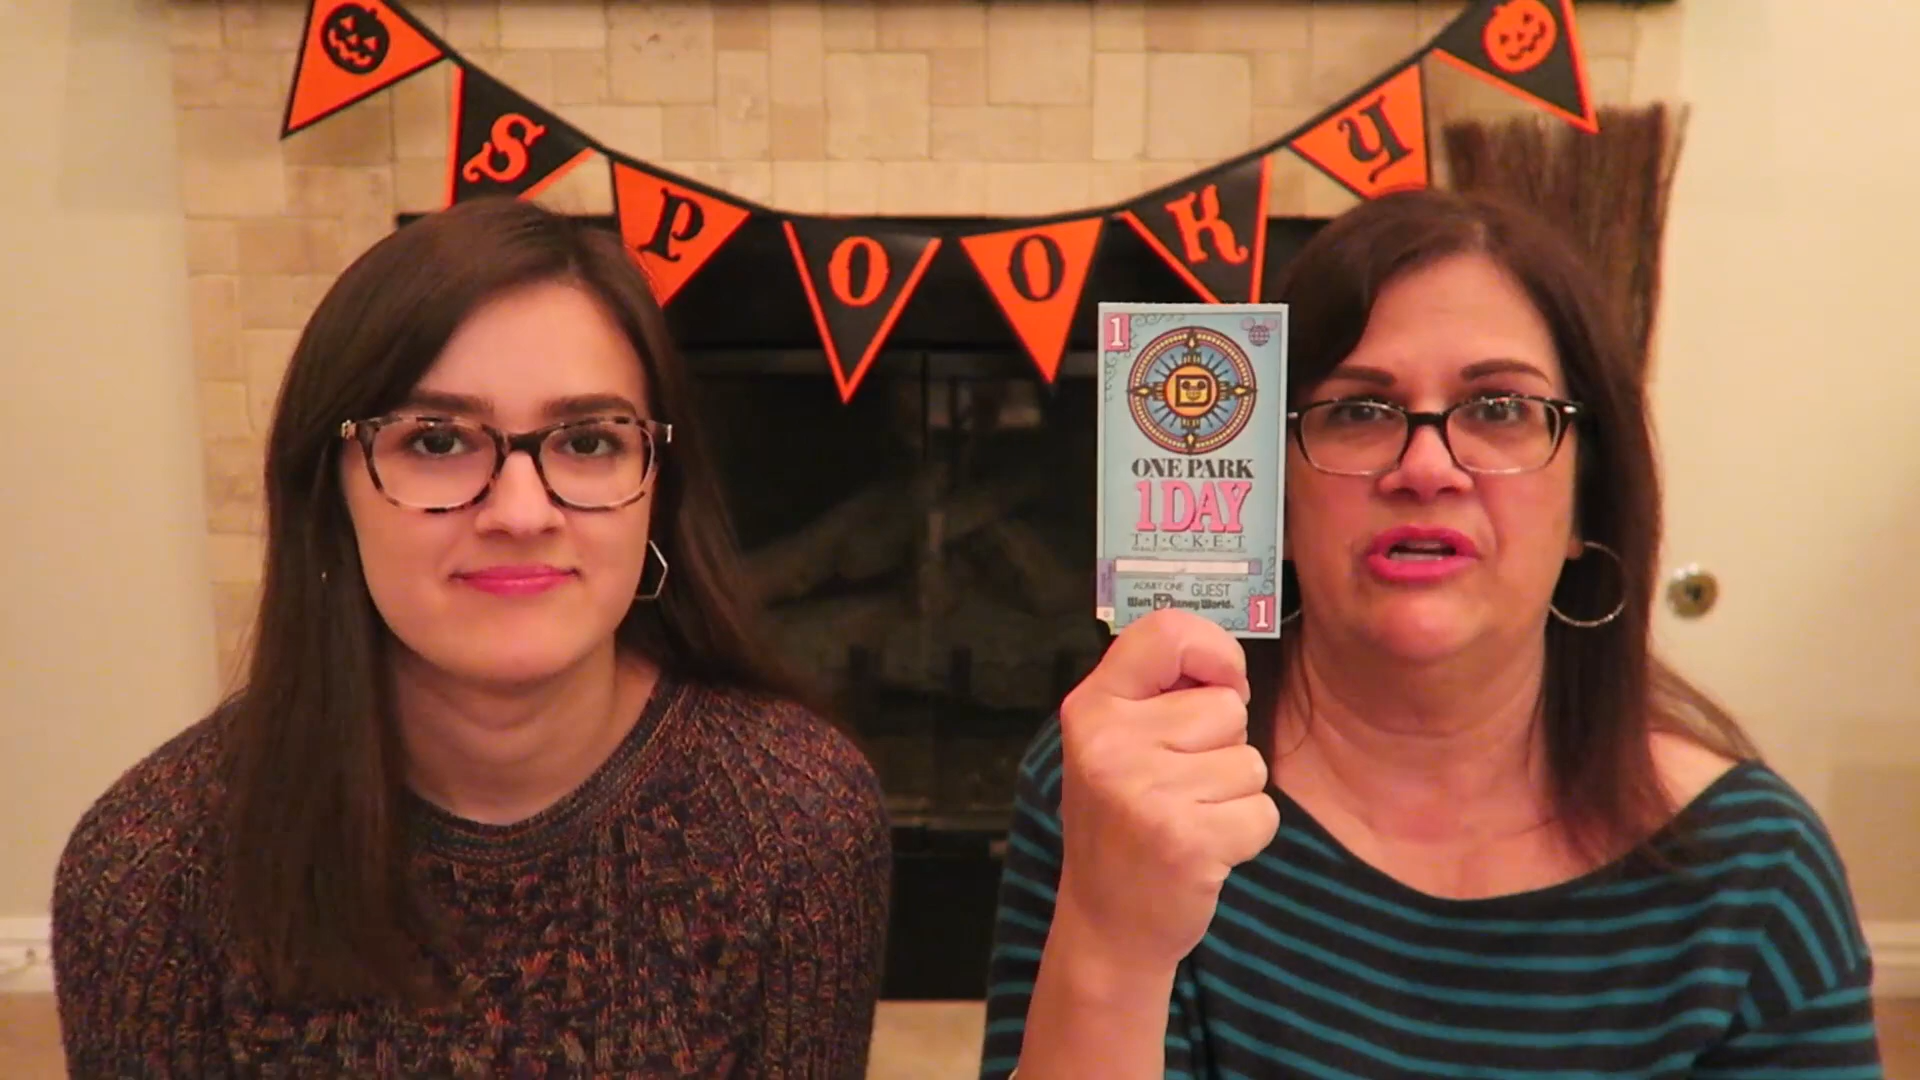 SPOOKY
1
ONE PARK
1 DAY
T·I·C·K·E·T
ADMIT ONE GUEST
Walt Disney World.
1